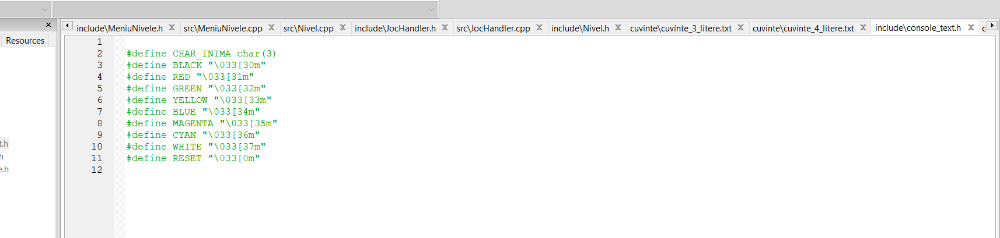 include\MeniuNivele.h src\MeniuNivele.cpp src\Nivel.cpp include\JocHandler.h src\JocHandler.cpp include\Nivel.h cuvinte\cuvinte_3_litere.txt cuvinte\cuvinte_4_litere.txt include\console_text.h c
Resources
1
2 #define CHAR_INIMA char(3)
3 #define BLACK "\033[30m"
4 #define RED "\033[31m"
5 #define GREEN "\033[32m"
6 #define YELLOW "\033[33m"
7 #define BLUE "\033[34m"
8 #define MAGENTA "\033[35m"
9 #define CYAN "\033[36m"
10 #define WHITE "\033[37m"
11 #define RESET "\033[0m"
12
t.h
h
e.h